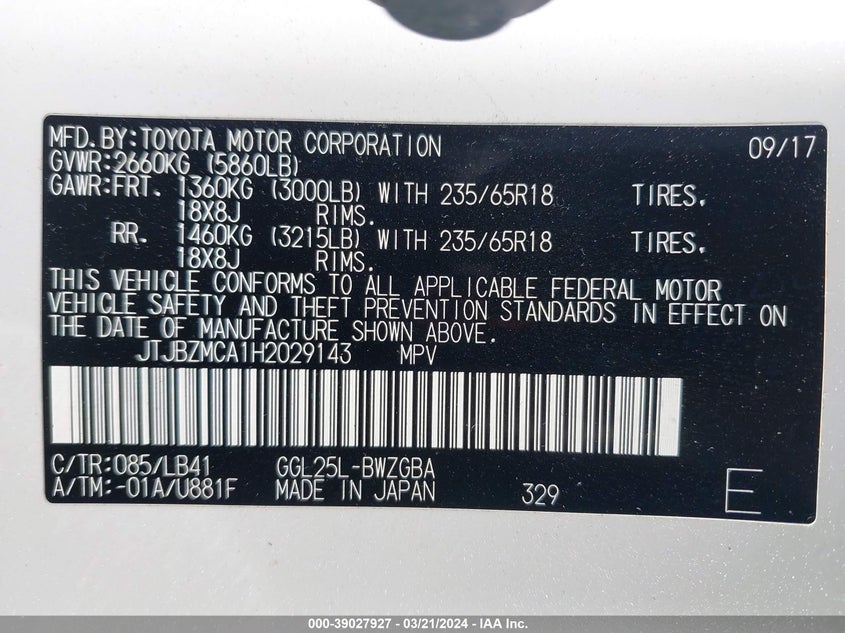 MFD.BY:TOYOTA MOTOR CORPORATION 09/17
GVWR:2660KG (5860LB)
GAWR:FRT. 1360KG (3000LB) WITH 235/65R18 TIRES.
18X8J RIMS.
RR. 1460KG (3215LB) WITH 235/65R18 TIRES.
18X8J RIMS.
THIS VEHICLE CONFORMS TO ALL APPLICABLE FEDERAL MOTOR
VEHICLE SAFETY AND THEFT PREVENTION STANDARDS IN EFFECT ON
THE DATE OF MANUFACTURE SHOWN ABOVE.
JTJBZMCA1H2029143 MPV
C/TR:085/LB41 GGL25L-BWZGBA
A/TM:-01A/U881F MADE IN JAPAN 329 E
000-39027927 - 03/21/2024 - IAA Inc.